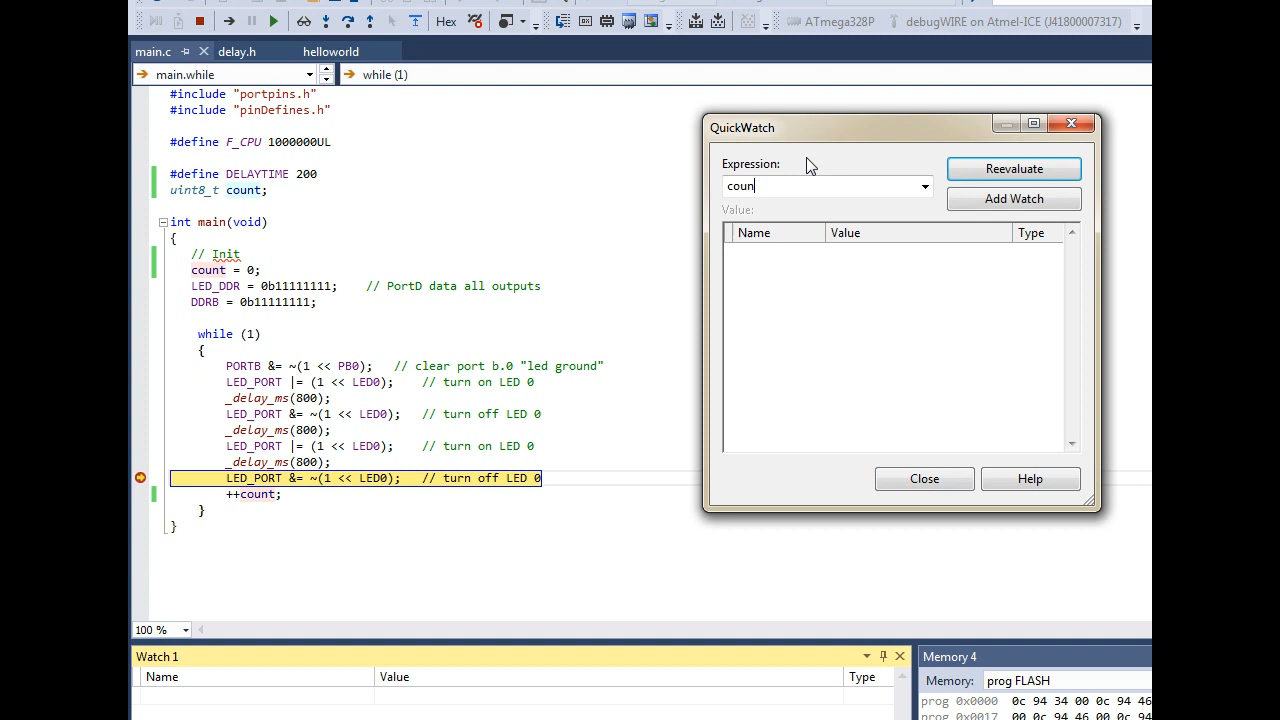 Hex
ATmega328P
debugWIRE on Atmel-ICE (J41800007317)
main.c
delay.h
helloworld
main.while
while (1)
#include "portpins.h"
#include "pinDefines.h"
#define F_CPU 1000000UL
#define DELAYTIME 200
uint8_t count;
int main(void)
{
// Init
count = 0;
LED_DDR = 0b11111111; // PortD data all outputs
DDRB = 0b11111111;
while (1)
{
PORTB &= ~(1 << PB0); // clear port b.0 "led ground"
LED_PORT |= (1 << LED0); // turn on LED 0
_delay_ms(800);
LED_PORT &= ~(1 << LED0); // turn off LED 0
_delay_ms(800);
LED_PORT |= (1 << LED0); // turn on LED 0
_delay_ms(800);
LED_PORT &= ~(1 << LED0); // turn off LED 0
++count;
}
}
100 %
QuickWatch
Expression:
coun
Reevaluate
Add Watch
Value:
Name Value Type
Close
Help
Watch 1
Name Value Type
Memory 4
Memory: prog FLASH
prog 0x0000 0c 94 34 00 0c 94 46
prog 0x0017 00 0c 94 46 00 0c 94